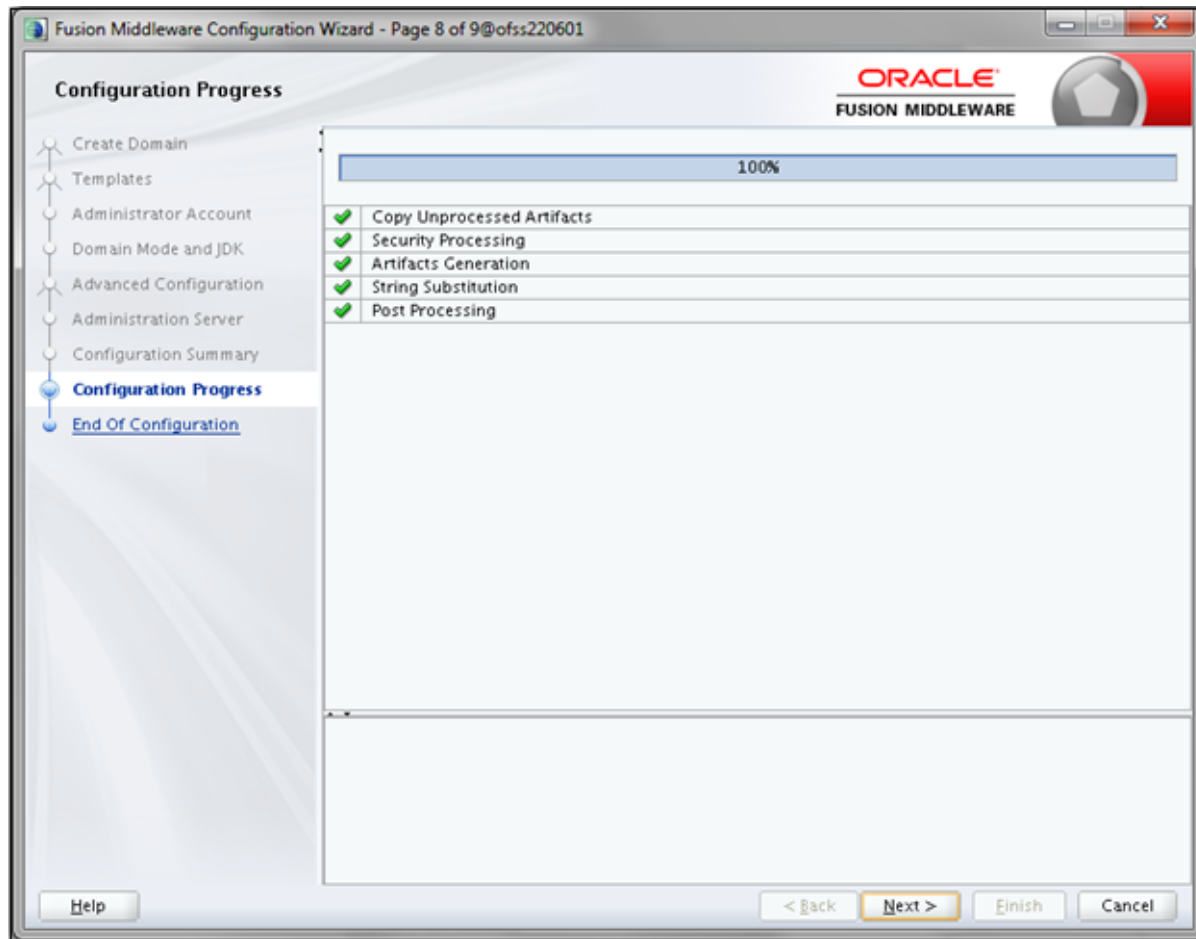 Fusion Middleware Configuration Wizard - Page 8 of 9@ofss220601
Configuration Progress
ORACLE
FUSION MIDDLEWARE
Create Domain
Templates
Administrator Account
Domain Mode and JDK
Advanced Configuration
Administration Server
Configuration Summary
Configuration Progress
End Of Configuration
100%
Copy Unprocessed Artifacts
Security Processing
Artifacts Generation
String Substitution
Post Processing
Help
< Back
Next >
Finish
Cancel